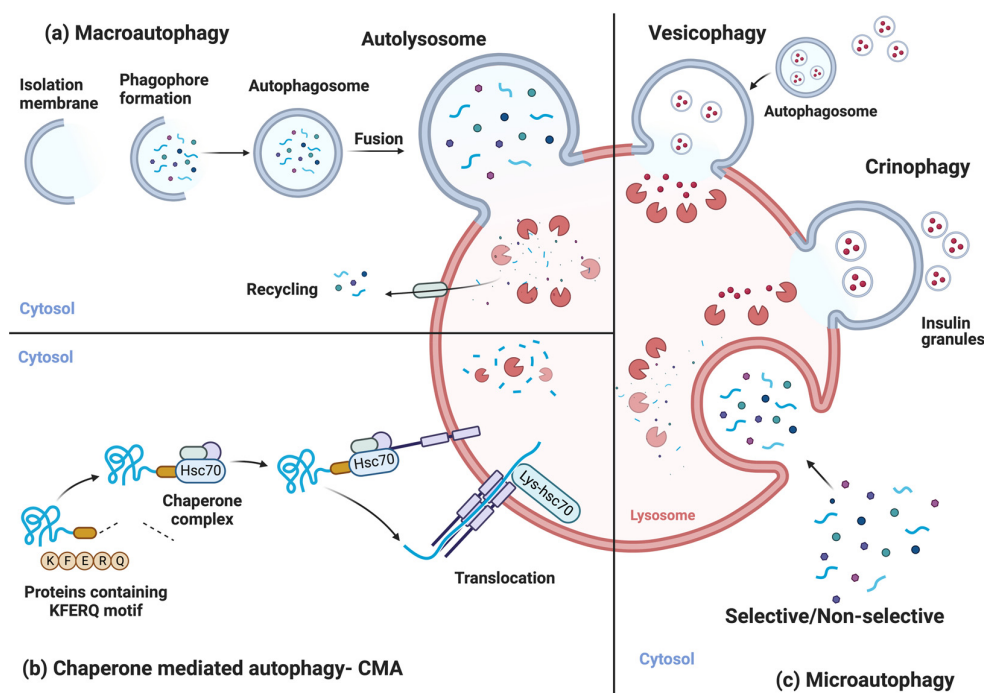 (a) Macroautophagy
Isolation
membrane
Phagophore
formation
Autophagosome
Fusion
Autolysosome
Recycling
Cytosol
Vesicophagy
Autophagosome
Crinophagy
Insulin
granules
Cytosol
Hsc70
Chaperone
complex
K F E R Q
Proteins containing
KFERQ motif
Hsc70
Lys-hsc70
Translocation
(b) Chaperone mediated autophagy- CMA
Lysosome
Selective/Non-selective
Cytosol
(c) Microautophagy